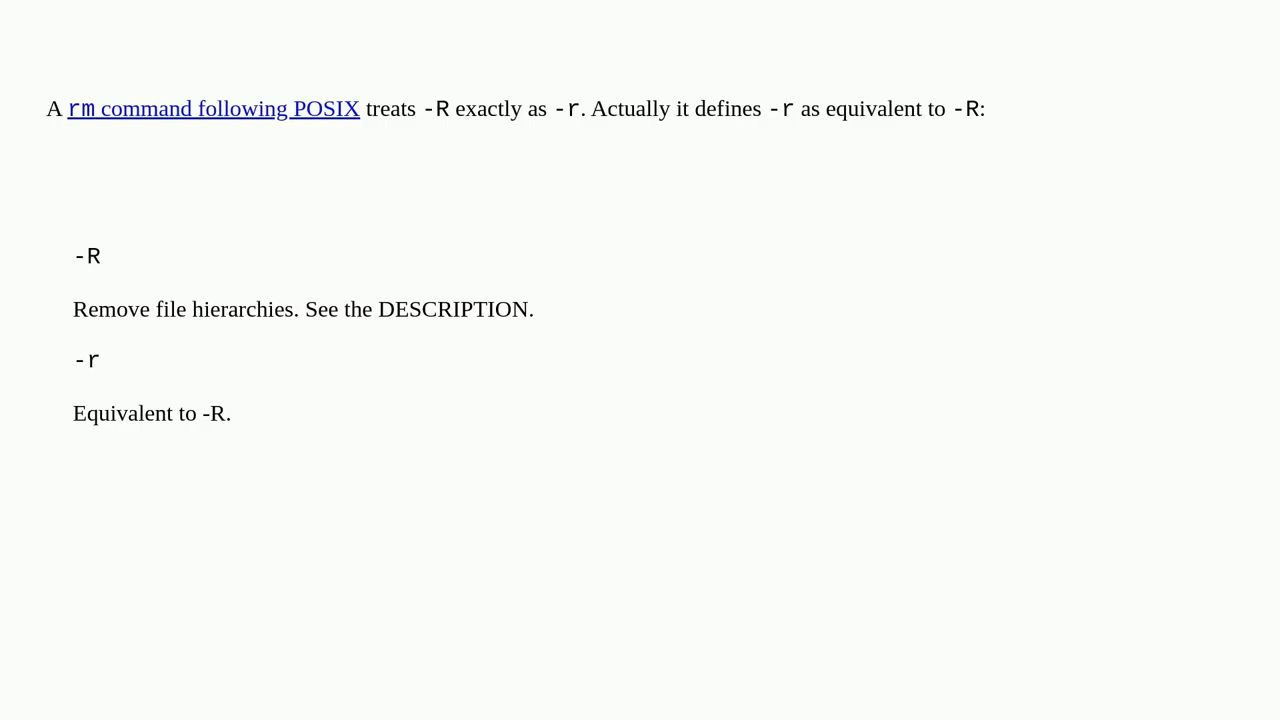 A rm command following POSIX treats -R exactly as -r. Actually it defines -r as equivalent to -R:
-R
Remove file hierarchies. See the DESCRIPTION.
-r
Equivalent to -R.